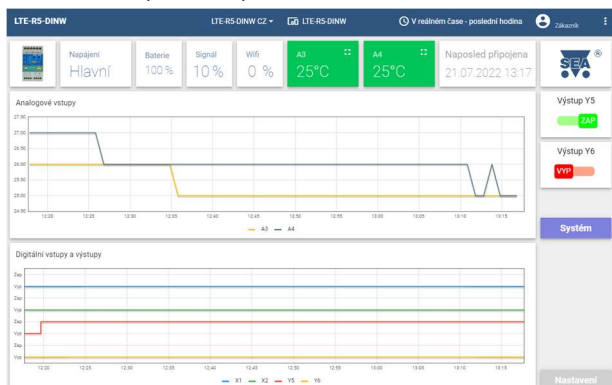 LTE-R5-DINW
LTE-R5-DINW CZ
LTE-R5-DINW
V reálném čase - poslední hodina
Zákazník
Napájení
Hlavní
Baterie
100 %
Signál
10 %
Wifi
0 %
A3
25°C
A4
25°C
Naposled připojena
21.07.2022 13:17
SEA ®
Analogové vstupy
27.50
27.00
26.50
26.00
25.50
25.00
24.50
12:20 12:25 12:30 12:35 12:40 12:45 12:50 12:55 13:00 13:05 13:10 13:15
A3 A4
Výstup Y5
ZAP
Výstup Y6
VYP
Systém
Digitální vstupy a výstupy
Zap
Vyp
Zap
Vyp
Zap
Vyp
Zap
Vyp
12:20 12:25 12:30 12:35 12:40 12:45 12:50 12:55 13:00 13:05 13:10 13:15
X1 X2 Y5 Y6
Nastavení